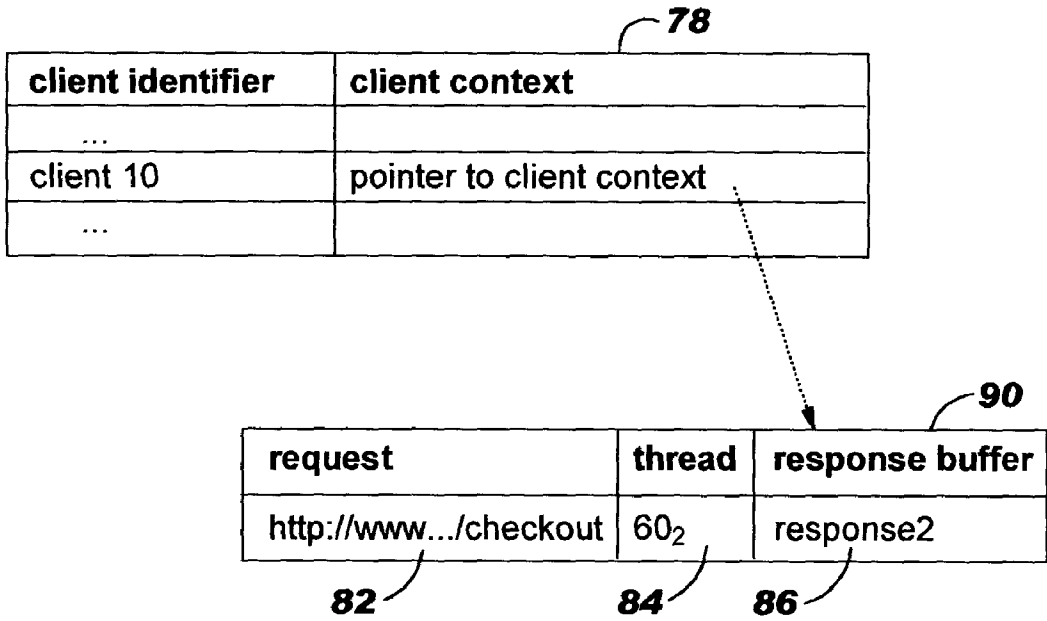 78
client identifier client context
...
client 10 pointer to client context
...
90
request thread response buffer
http://www.../checkout 60₂ response2
82 84 86